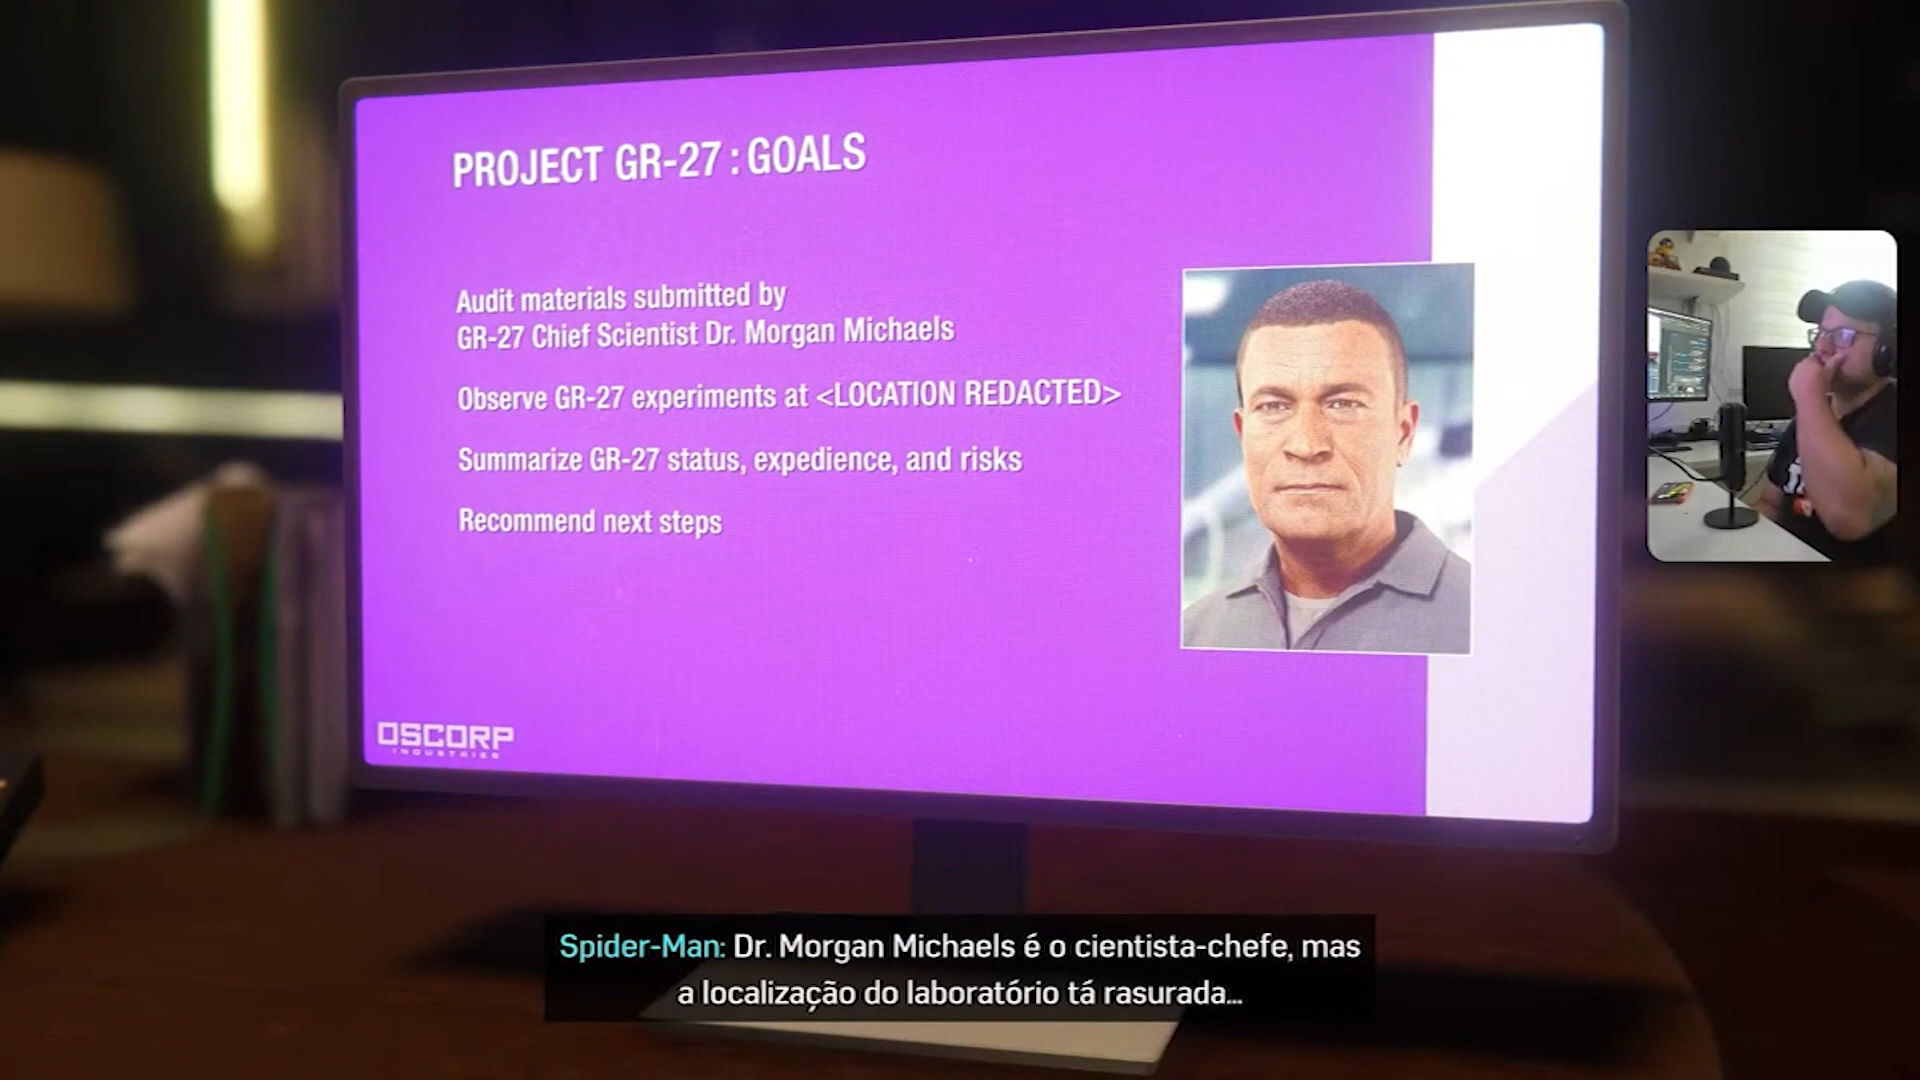 PROJECT GR-27 : GOALS
Audit materials submitted by
GR-27 Chief Scientist Dr. Morgan Michaels
Observe GR-27 experiments at <LOCATION REDACTED>
Summarize GR-27 status, expedience, and risks
Recommend next steps
OSCORP
INDUSTRIES
Spider-Man: Dr. Morgan Michaels é o cientista-chefe, mas
a localização do laboratório tá rasurada...